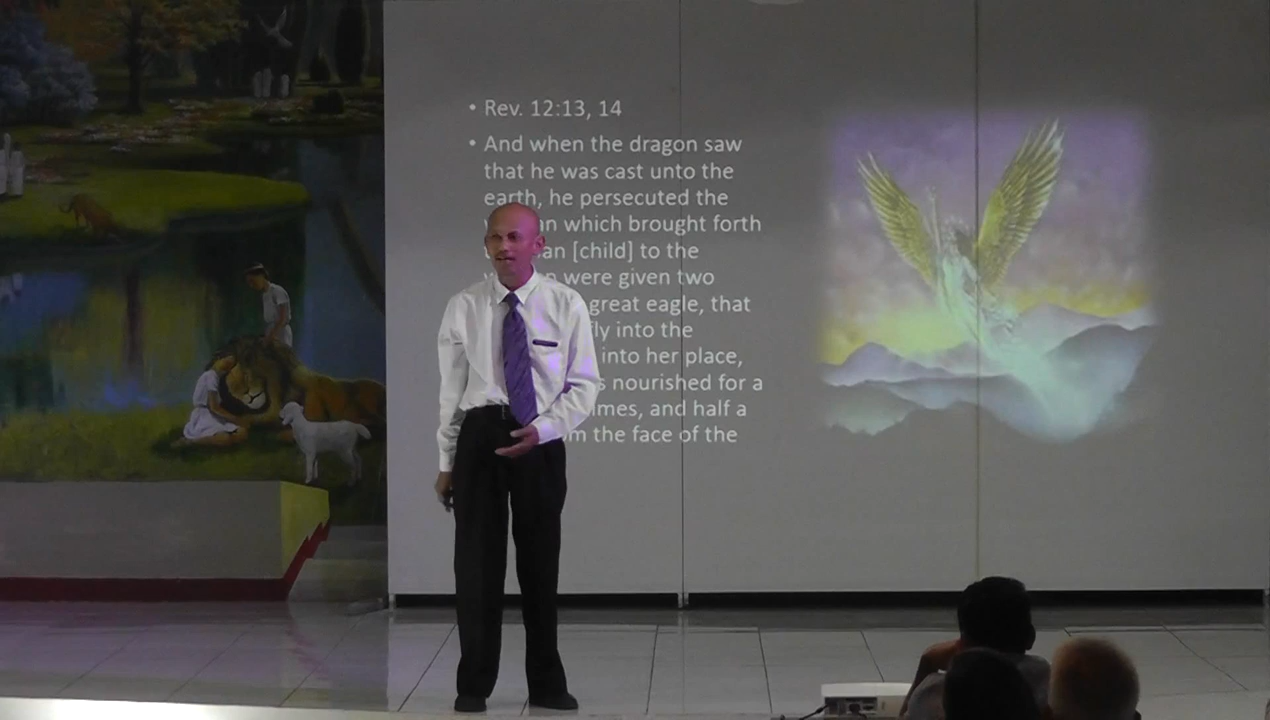 • Rev. 12:13, 14
• And when the dragon saw
that he was cast unto the
earth, he persecuted the
which brought forth
[child] to the
were given two
great eagle, that
fly into the
into her place,
nourished for a
and half a
the face of the